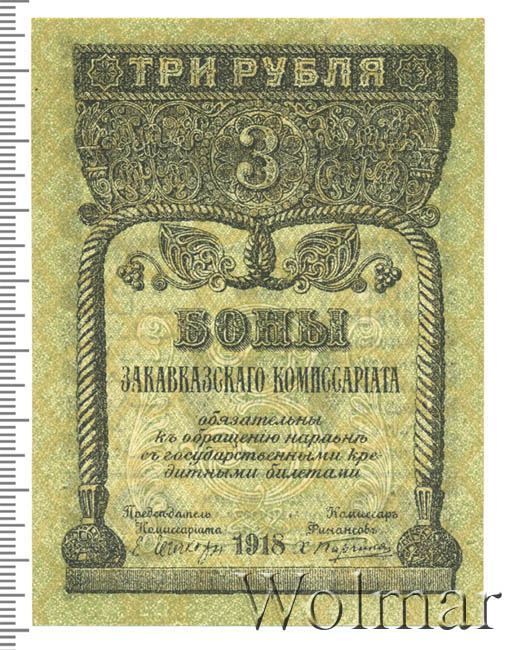 ТРИ РУБЛЯ
3
БОНЫ
ЗАКАВКАЗСКАГО КОМИССАРІАТА
обязательны
къ обращенію наравнѣ
съ государственными кре-
дитными билетами
Предсѣдатель Комиссаръ
Комиссаріата Финансовъ
1918
Wolmar